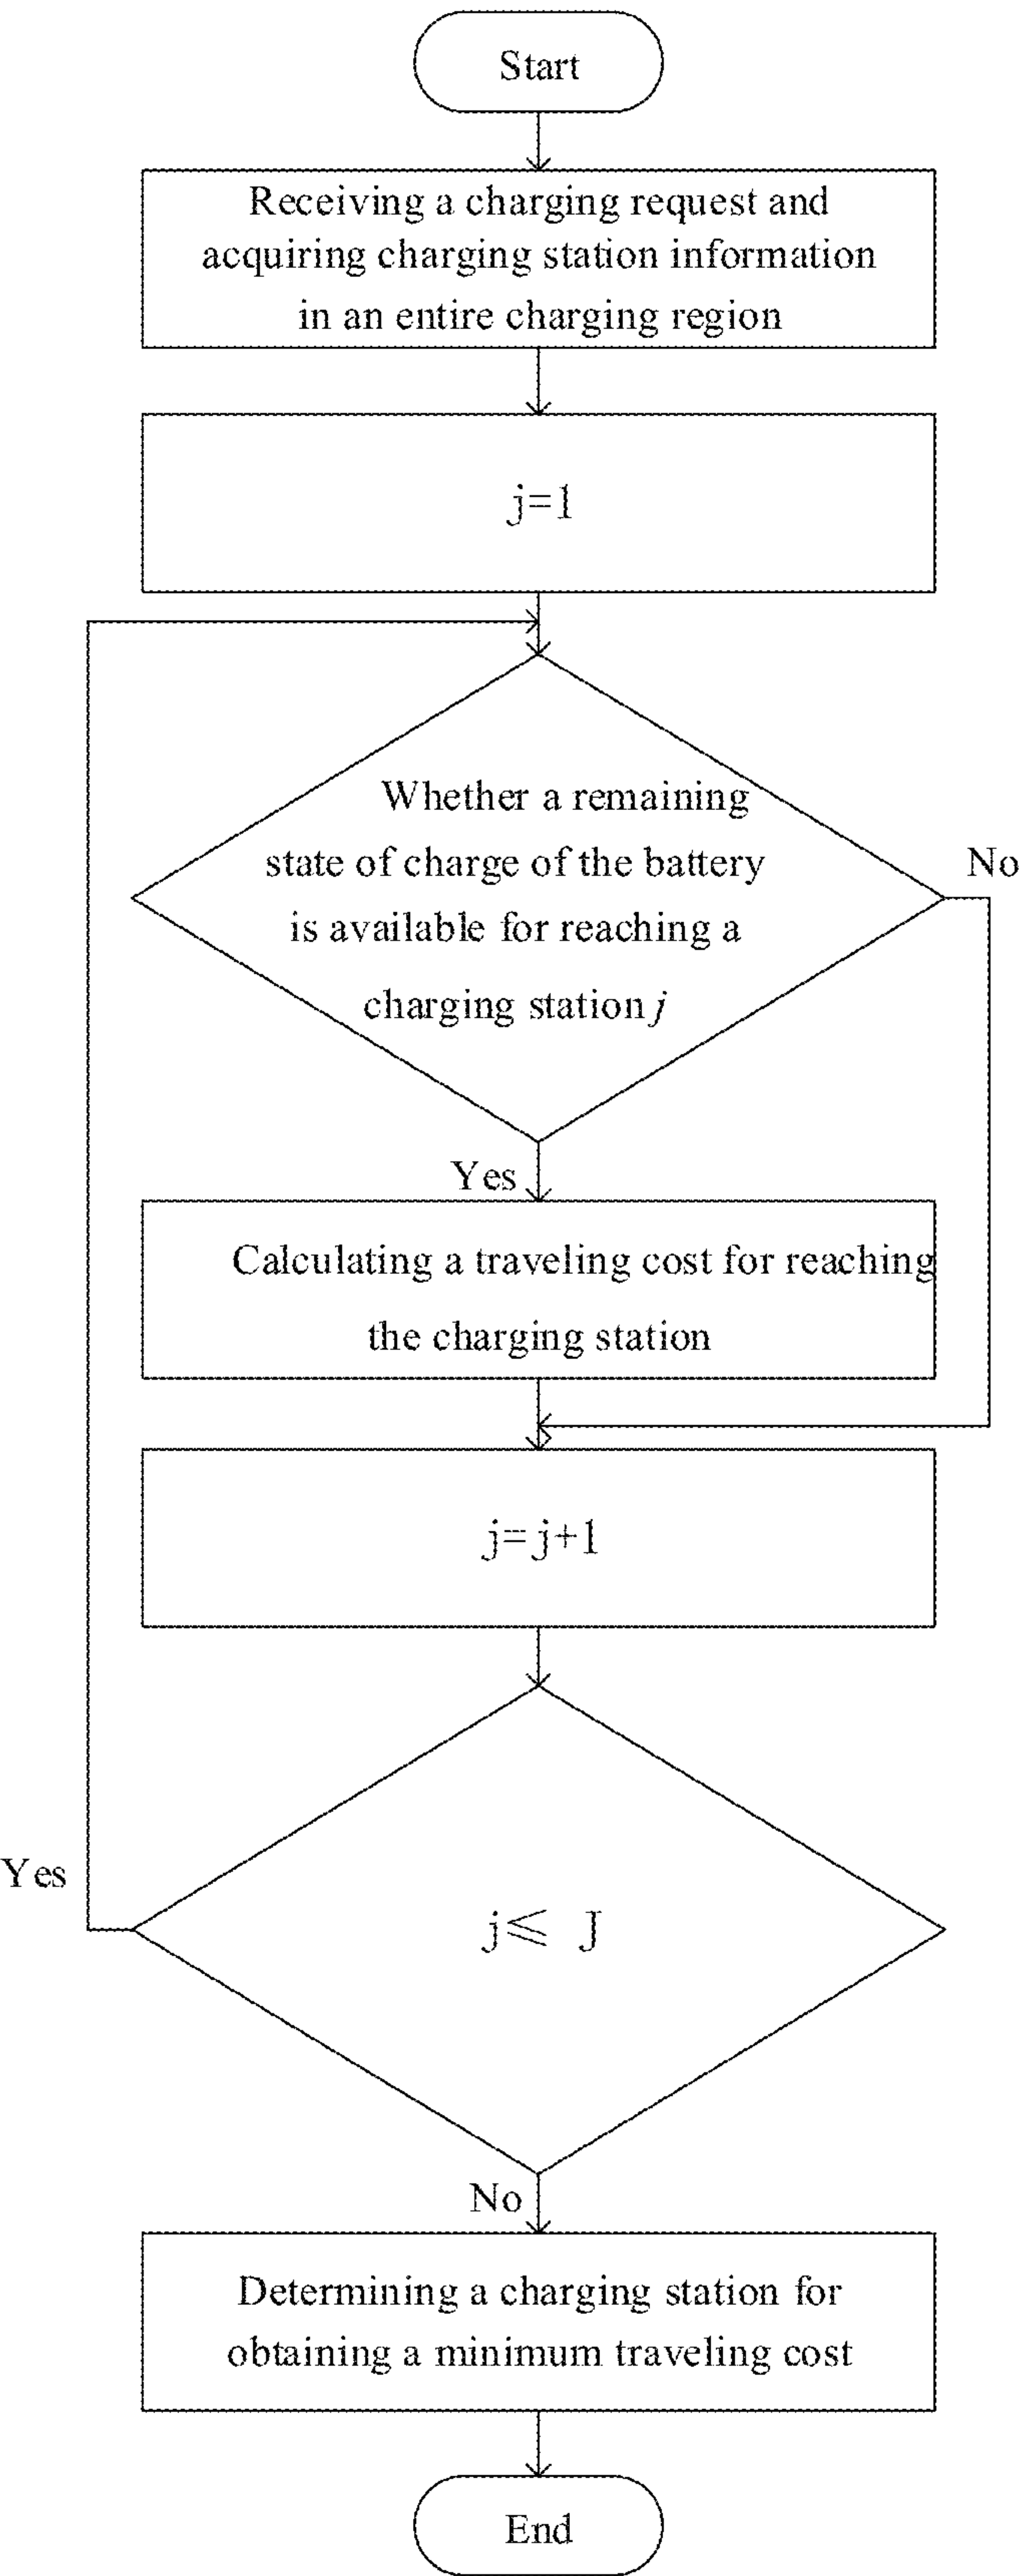 Start
Receiving a charging request and
acquiring charging station information
in an entire charging region
j=1
Whether a remaining
state of charge of the battery
is available for reaching a
charging station j
No
Yes
Calculating a traveling cost for reaching
the charging station
j=j+1
j≤ J
Yes
No
Determining a charging station for
obtaining a minimum traveling cost
End